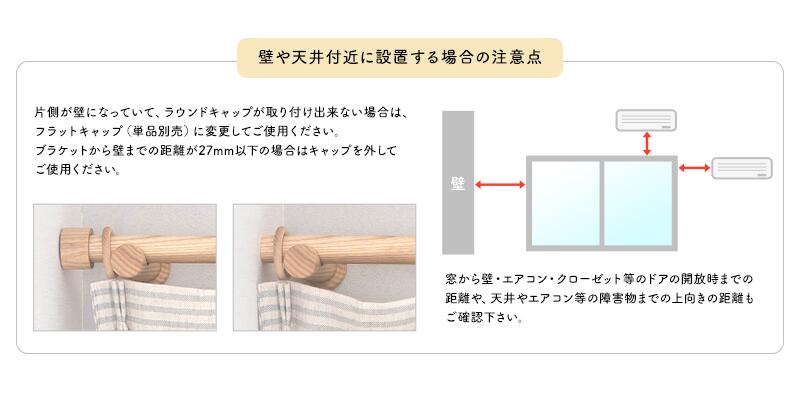 壁や天井付近に設置する場合の注意点
片側が壁になっていて、ラウンドキャップが取り付け出来ない場合は、
フラットキャップ（単品別売）に変更してご使用ください。
ブラケットから壁までの距離が27mm以下の場合はキャップを外して
ご使用ください。
壁
窓から壁・エアコン・クローゼット等のドアの開放時までの
距離や、天井やエアコン等の障害物までの上向きの距離も
ご確認下さい。